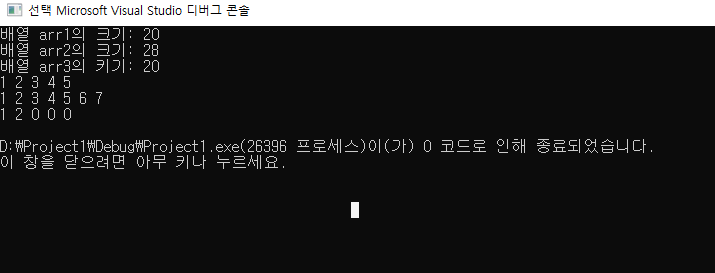 선택 Microsoft Visual Studio 디버그 콘솔
배열 arr1의 크기: 20
배열 arr2의 크기: 28
배열 arr3의 키기: 20
1 2 3 4 5
1 2 3 4 5 6 7
1 2 0 0 0
D:\Project1\Debug\Project1.exe(26396 프로세스)이(가) 0 코드로 인해 종료되었습니다.
이 창을 닫으려면 아무 키나 누르세요.